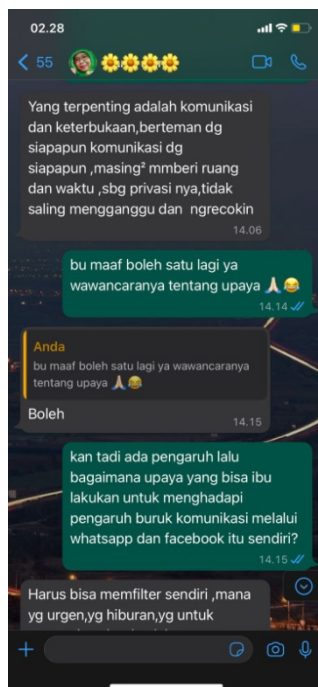 02.28
55 🌼🌼🌼🌼
Yang terpenting adalah komunikasi
dan keterbukaan,berteman dg
siapapun komunikasi dg
siapapun ,masing² mmberi ruang
dan waktu ,sbg privasi nya,tidak
saling mengganggu dan ngrecokin
14.06
bu maaf boleh satu lagi ya
wawancaranya tentang upaya 🙏😂
14.14
Anda
bu maaf boleh satu lagi ya wawancaranya
tentang upaya 🙏😂
Boleh
14.15
kan tadi ada pengaruh lalu
bagaimana upaya yang bisa ibu
lakukan untuk menghadapi
pengaruh buruk komunikasi melalui
whatsapp dan facebook itu sendiri?
14.15
Harus bisa memfilter sendiri ,mana
yg urgen,yg hiburan,yg untuk